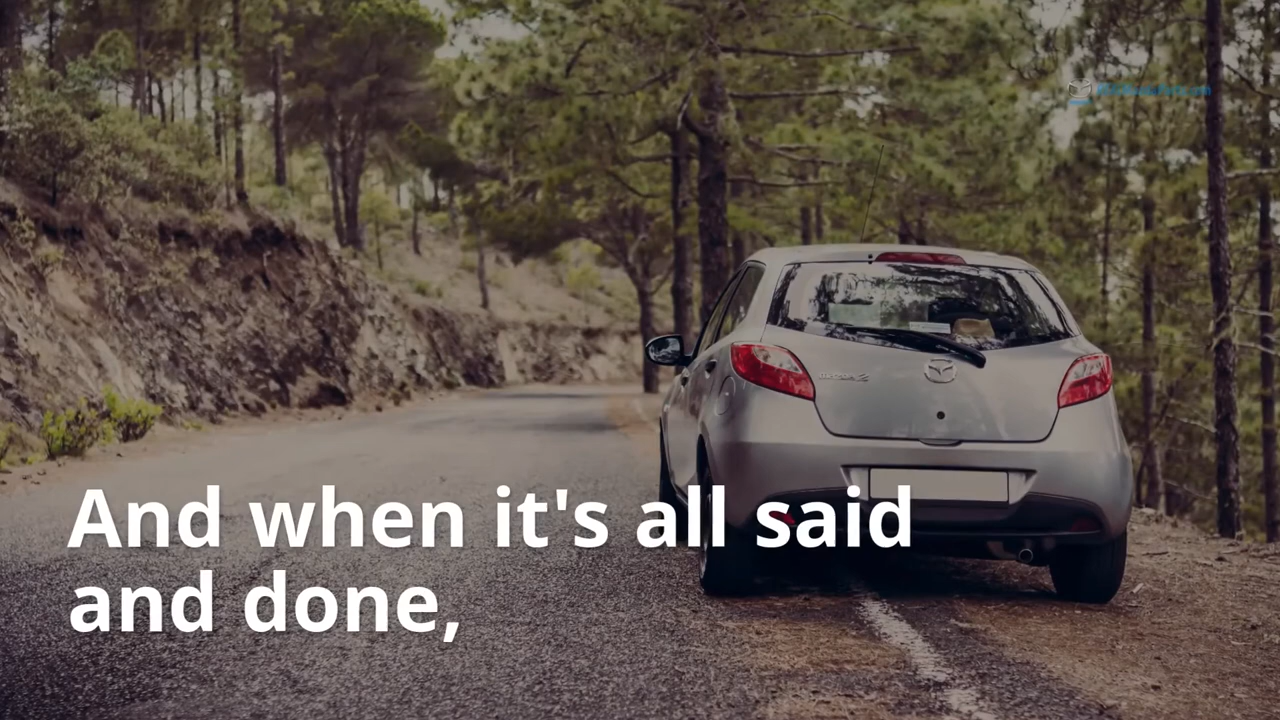 And when it's all said
and done,